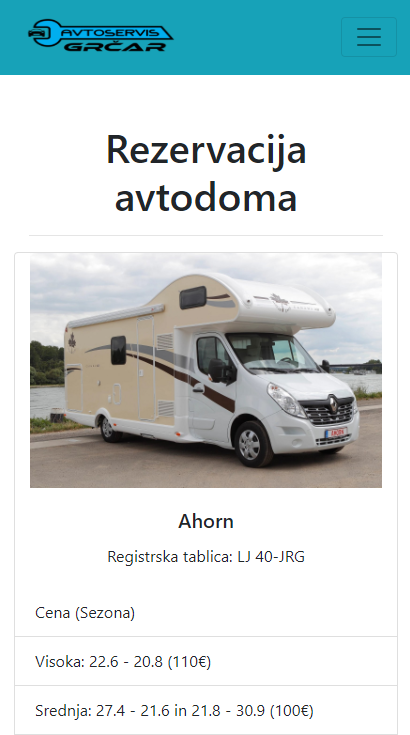 AVTOSERVIS
GRČAR
Rezervacija
avtodoma
AHORN
Ahorn
Registrska tablica: LJ 40-JRG
Cena (Sezona)
Visoka: 22.6 - 20.8 (110€)
Srednja: 27.4 - 21.6 in 21.8 - 30.9 (100€)